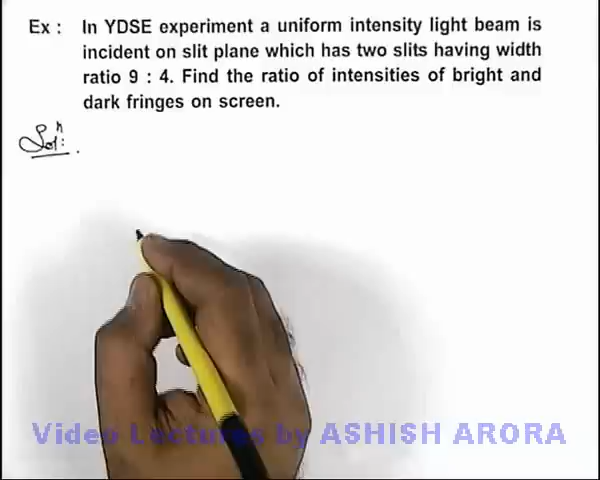 Ex : In YDSE experiment a uniform intensity light beam is
incident on slit plane which has two slits having width
ratio 9 : 4. Find the ratio of intensities of bright and
dark fringes on screen.
Solⁿ: .
Video Lectures by ASHISH ARORA